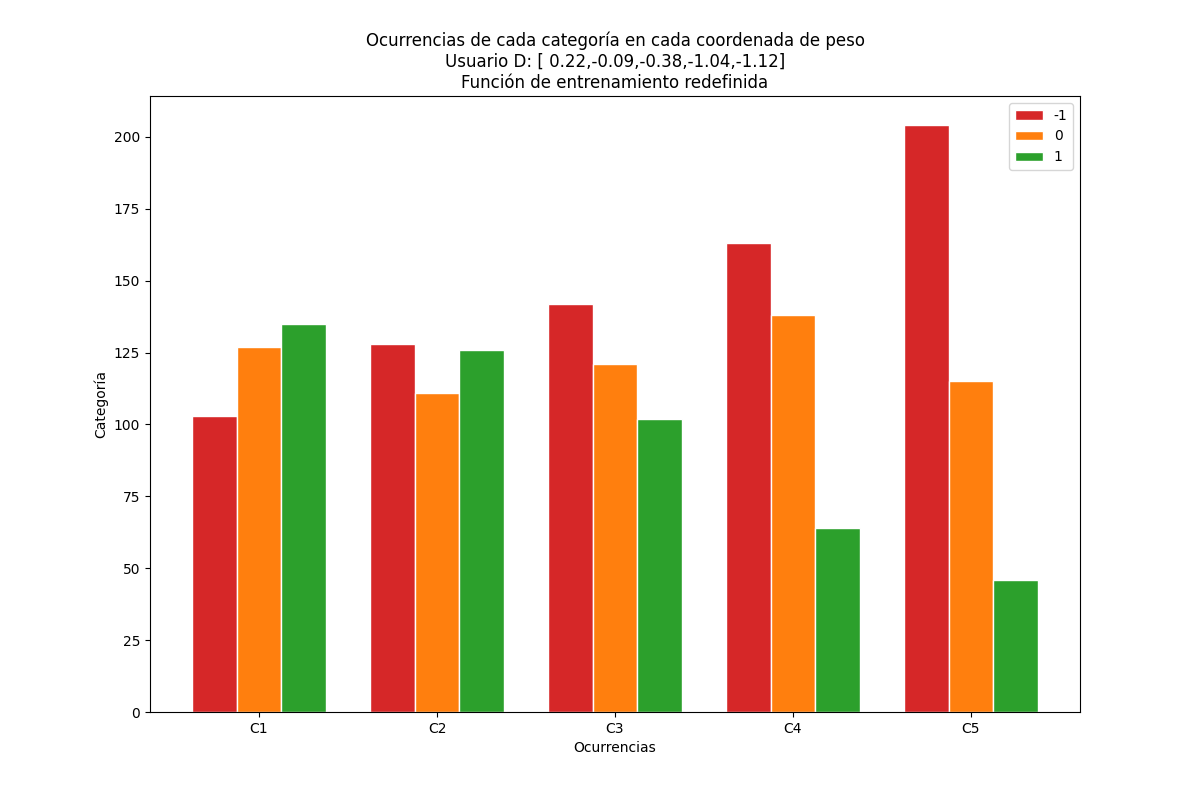 Ocurrencias de cada categoría en cada coordenada de peso
Usuario D: [ 0.22,-0.09,-0.38,-1.04,-1.12]
Función de entrenamiento redefinida
-1
0
1
200
175
150
125
100
75
50
25
0
Categoría
C1 C2 C3 C4 C5
Ocurrencias